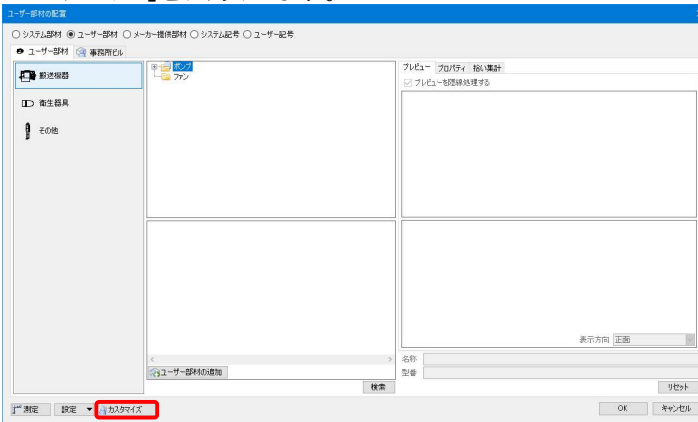 ユーザー部材の配置
システム部材 ユーザー部材 メーカー提供部材 システム記号 ユーザー記号
ユーザー部材 事務所ビル
搬送機器
衛生器具
その他
ポンプ
ファン
プレビュー プロパティ 拾い集計
プレビューを隠線処理する
表示方向 正面
ユーザー部材の追加
名称
型番
検索
リセット
測定 設定 カスタマイズ
OK キャンセル